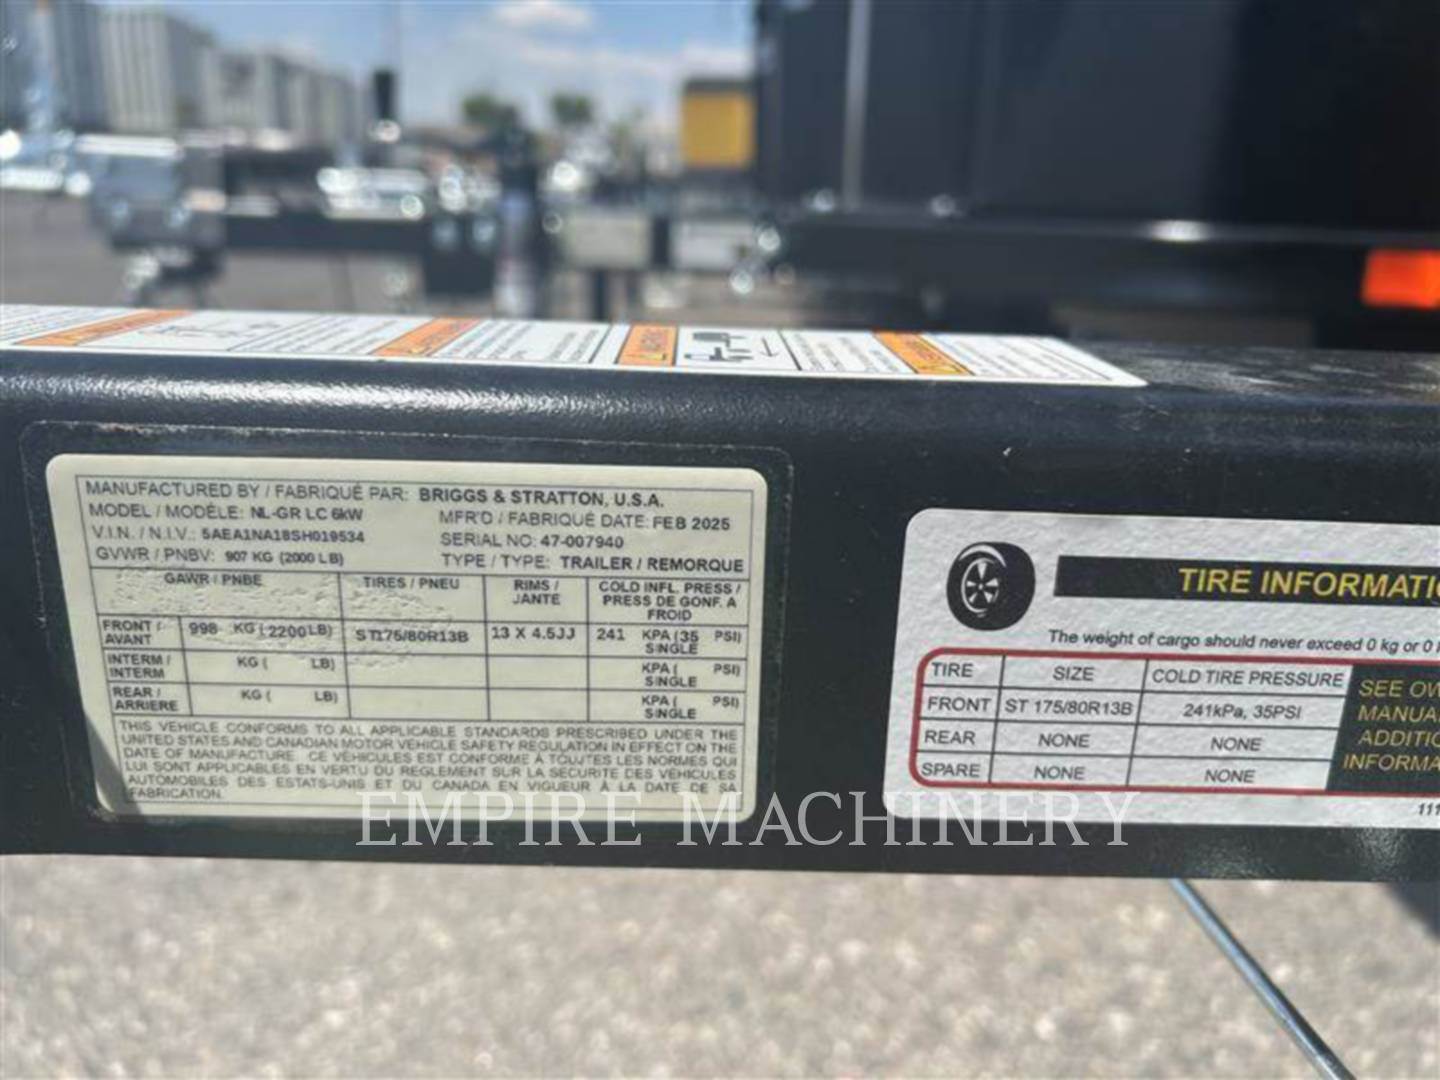 MANUFACTURED BY / FABRIQUÉ PAR: BRIGGS & STRATTON, U.S.A.
MODEL / MODÈLE: NL-GR LC 6kW MFR'D / FABRIQUÉ DATE: FEB 2025
V.I.N. / N.I.V.: 5AEA1NA18SH019534 SERIAL NO: 47-007940
GVWR / PNBV: 907 KG (2000 LB) TYPE / TYPE: TRAILER / REMORQUE
GAWR / PNBE TIRES / PNEU RIMS / JANTE COLD INFL. PRESS / PRESS DE GONF. A FROID
FRONT / AVANT 998 KG (2200 LB) ST175/80R13B 13 X 4.5JJ 241 KPA (35 PSI) SINGLE
INTERM / INTERM KG ( LB) KPA ( PSI) SINGLE
REAR / ARRIERE KG ( LB) KPA ( PSI) SINGLE
THIS VEHICLE CONFORMS TO ALL APPLICABLE STANDARDS PRESCRIBED UNDER THE
UNITED STATES AND CANADIAN MOTOR VEHICLE SAFETY REGULATION IN EFFECT ON THE
DATE OF MANUFACTURE. CE VÉHICULES EST CONFORME À TOUTES LES NORMES QUI
LUI SONT APPLICABLES EN VERTU DU REGLEMENT SUR LA SECURITE DES VÉHICULES
AUTOMOBILES DES ETATS-UNIS ET DU CANADA EN VIGUEUR À LA DATE DE SA
FABRICATION.
TIRE INFORMATIO
The weight of cargo should never exceed 0 kg or 0
TIRE SIZE COLD TIRE PRESSURE
FRONT ST 175/80R13B 241kPa, 35PSI
REAR NONE NONE
SPARE NONE NONE
SEE OW
MANUA
ADDITIO
INFORMA
111
EMPIRE MACHINERY